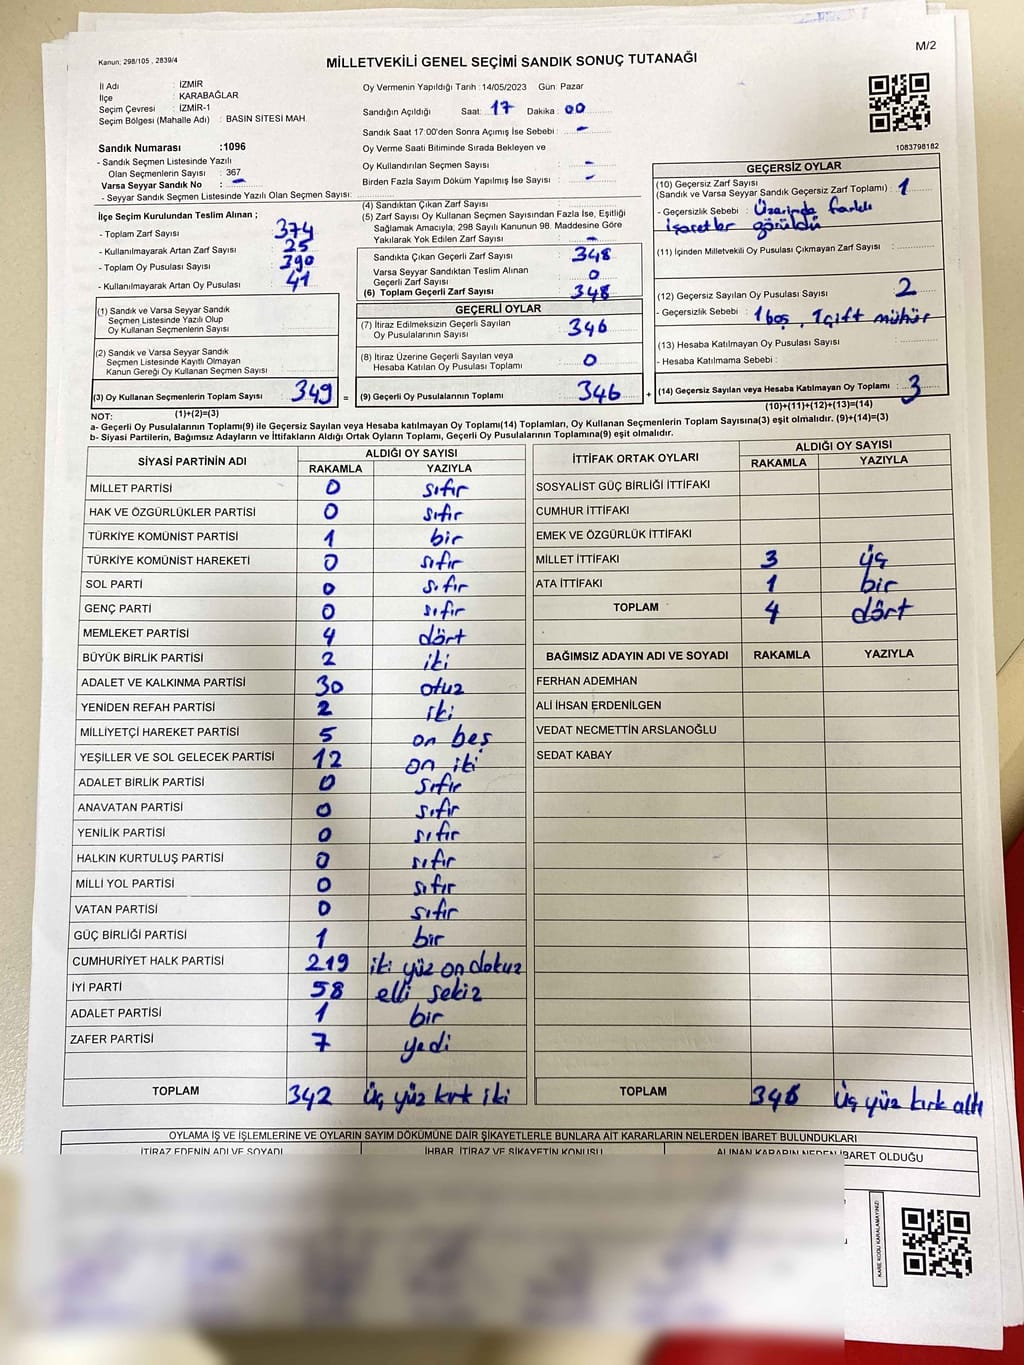 M/2
Kanun; 298/105 , 2839/4
MİLLETVEKİLİ GENEL SEÇİMİ SANDIK SONUÇ TUTANAĞI
İl Adı : İZMİR
İlçe : KARABAĞLAR
Seçim Çevresi : İZMİR-1
Seçim Bölgesi (Mahalle Adı) : BASIN SİTESİ MAH.
Sandık Numarası :1096
- Sandık Seçmen Listesinde Yazılı
Olan Seçmenlerin Sayısı : 367
Varsa Seyyar Sandık No : -
- Seyyar Sandık Seçmen Listesinde Yazılı Olan Seçmen Sayısı:
Oy Vermenin Yapıldığı Tarih :14/05/2023 Gün: Pazar
Sandığın Açıldığı Saat: 17 Dakika: 00
Sandık Saat 17:00'den Sonra Açımış İse Sebebi : -
Oy Verme Saati Bitiminde Sırada Bekleyen ve
Oy Kullandırılan Seçmen Sayısı : -
Birden Fazla Sayım Döküm Yapılmış İse Sayısı : -
1083798182
İlçe Seçim Kurulundan Teslim Alınan ;
- Toplam Zarf Sayısı : 374
- Kullanılmayarak Artan Zarf Sayısı : 25
- Toplam Oy Pusulası Sayısı : 390
- Kullanılmayarak Artan Oy Pusulası : 41
(1) Sandık ve Varsa Seyyar Sandık
Seçmen Listesinde Yazılı Olup
Oy Kullanan Seçmenlerin Sayısı :
(2) Sandık ve Varsa Seyyar Sandık
Seçmen Listesinde Kayıtlı Olmayan
Kanun Gereği Oy Kullanan Seçmen Sayısı :
(3) Oy Kullanan Seçmenlerin Toplam Sayısı : 349 =
(4) Sandıktan Çıkan Zarf Sayısı :
(5) Zarf Sayısı Oy Kullanan Seçmen Sayısından Fazla İse, Eşitliği
Sağlamak Amacıyla, 298 Sayılı Kanunun 98. Maddesine Göre
Yakılarak Yok Edilen Zarf Sayısı : -
Sandıkta Çıkan Geçerli Zarf Sayısı : 348
Varsa Seyyar Sandıktan Teslim Alınan
Geçerli Zarf Sayısı : 0
(6) Toplam Geçerli Zarf Sayısı : 348
GEÇERLİ OYLAR
(7) İtiraz Edilmeksizin Geçerli Sayılan
Oy Pusulalarının Sayısı : 346
(8) İtiraz Üzerine Geçerli Sayılan veya
Hesaba Katılan Oy Pusulası Toplamı : 0
(9) Geçerli Oy Pusulalarının Toplamı : 346 +
GEÇERSİZ OYLAR
(10) Geçersiz Zarf Sayısı
(Sandık ve Varsa Seyyar Sandık Geçersiz Zarf Toplamı) : 1
- Geçersizlik Sebebi : Üzerinde farklı
işaretler görüldü
(11) İçinden Milletvekili Oy Pusulası Çıkmayan Zarf Sayısı :
(12) Geçersiz Sayılan Oy Pusulası Sayısı : 2
- Geçersizlik Sebebi : 1 boş, 1 çift mühür
(13) Hesaba Katılmayan Oy Pusulası Sayısı :
- Hesaba Katılmama Sebebi :
(14) Geçersiz Sayılan veya Hesaba Katılmayan Oy Toplamı : 3
(10)+(11)+(12)+(13)=(14)
NOT: (1)+(2)=(3)
a- Geçerli Oy Pusulalarının Toplamı(9) ile Geçersiz Sayılan veya Hesaba katılmayan Oy Toplamı(14) Toplamları, Oy Kullanan Seçmenlerin Toplam Sayısına(3) eşit olmalıdır. (9)+(14)=(3)
b- Siyasi Partilerin, Bağımsız Adayların ve İttifakların Aldığı Ortak Oyların Toplamı, Geçerli Oy Pusulalarının Toplamına(9) eşit olmalıdır.
SİYASİ PARTİNİN ADI ALDIĞI OY SAYISI
RAKAMLA YAZIYLA
MİLLET PARTİSİ 0 sıfır
HAK VE ÖZGÜRLÜKLER PARTİSİ 0 sıfır
TÜRKİYE KOMÜNİST PARTİSİ 1 bir
TÜRKİYE KOMÜNİST HAREKETİ 0 sıfır
SOL PARTİ 0 sıfır
GENÇ PARTİ 0 sıfır
MEMLEKET PARTİSİ 4 dört
BÜYÜK BİRLİK PARTİSİ 2 iki
ADALET VE KALKINMA PARTİSİ 30 otuz
YENİDEN REFAH PARTİSİ 2 iki
MİLLİYETÇİ HAREKET PARTİSİ 5 on beş
YEŞİLLER VE SOL GELECEK PARTİSİ 12 on iki
ADALET BİRLİK PARTİSİ 0 sıfır
ANAVATAN PARTİSİ 0 sıfır
YENİLİK PARTİSİ 0 sıfır
HALKIN KURTULUŞ PARTİSİ 0 sıfır
MİLLİ YOL PARTİSİ 0 sıfır
VATAN PARTİSİ 0 sıfır
GÜÇ BİRLİĞİ PARTİSİ 1 bir
CUMHURİYET HALK PARTİSİ 219 iki yüz on dokuz
İYİ PARTİ 58 elli sekiz
ADALET PARTİSİ 1 bir
ZAFER PARTİSİ 7 yedi
TOPLAM 342 üç yüz kırk iki
İTTİFAK ORTAK OYLARI ALDIĞI OY SAYISI
RAKAMLA YAZIYLA
SOSYALİST GÜÇ BİRLİĞİ İTTİFAKI
CUMHUR İTTİFAKI
EMEK VE ÖZGÜRLÜK İTTİFAKI
MİLLET İTTİFAKI 3 üç
ATA İTTİFAKI 1 bir
TOPLAM 4 dört
BAĞIMSIZ ADAYIN ADI VE SOYADI RAKAMLA YAZIYLA
FERHAN ADEMHAN
ALİ İHSAN ERDENİLGEN
VEDAT NECMETTİN ARSLANOĞLU
SEDAT KABAY
TOPLAM 346 üç yüz kırk altı
OYLAMA İŞ VE İŞLEMLERİNE VE OYLARIN SAYIM DÖKÜMÜNE DAİR ŞİKAYETLERLE BUNLARA AİT KARARLARIN NELERDEN İBARET BULUNDUKLARI
İTİRAZ EDENİN ADI VE SOYADI İHBAR, İTİRAZ VE ŞİKAYETİN KONUSU ALINAN KARARIN NEDEN İBARET OLDUĞU
KARE KODU KARALAMAYINIZ!